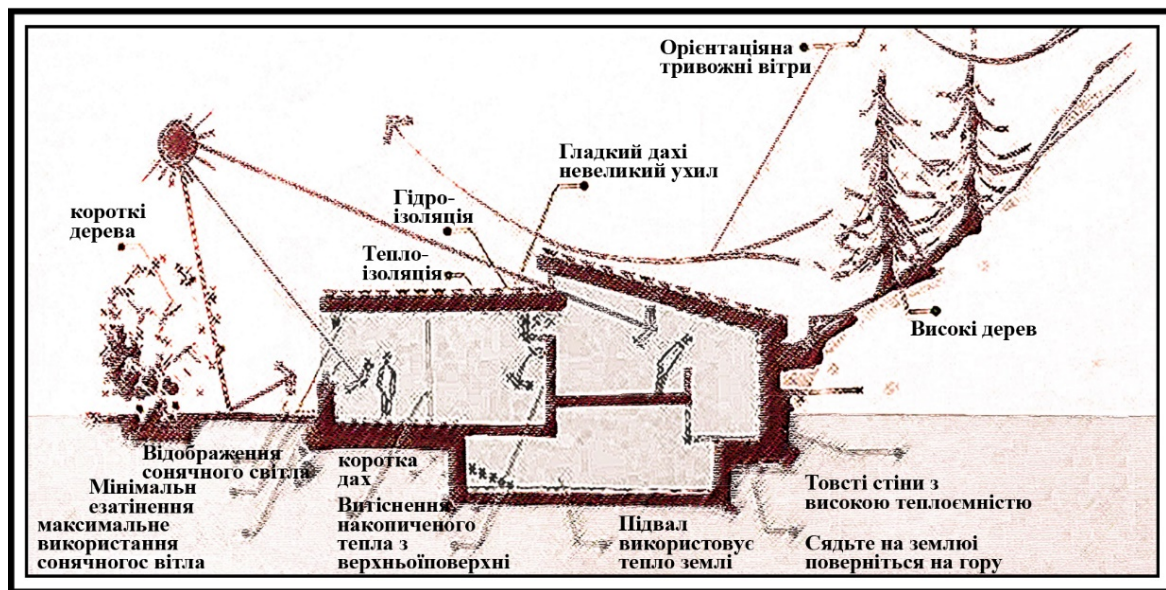 Орієнтаціяна
тривожні вітри
Гладкий дахі
невеликий ухил
Гідро-
ізоляція
короткі
дерева
Тепло-
ізоляція
Високі дерев
Відображення
сонячного світла
Мінімальн
езатінення
максимальне
використання
сонячногос вітла
коротка
дах
Витіснення
накопиченого
тепла з
верхньоїповерхні
Підвал
використовує
тепло землі
Товсті стіни з
високою теплоємністю
Сядьте на землюі
поверніться на гору